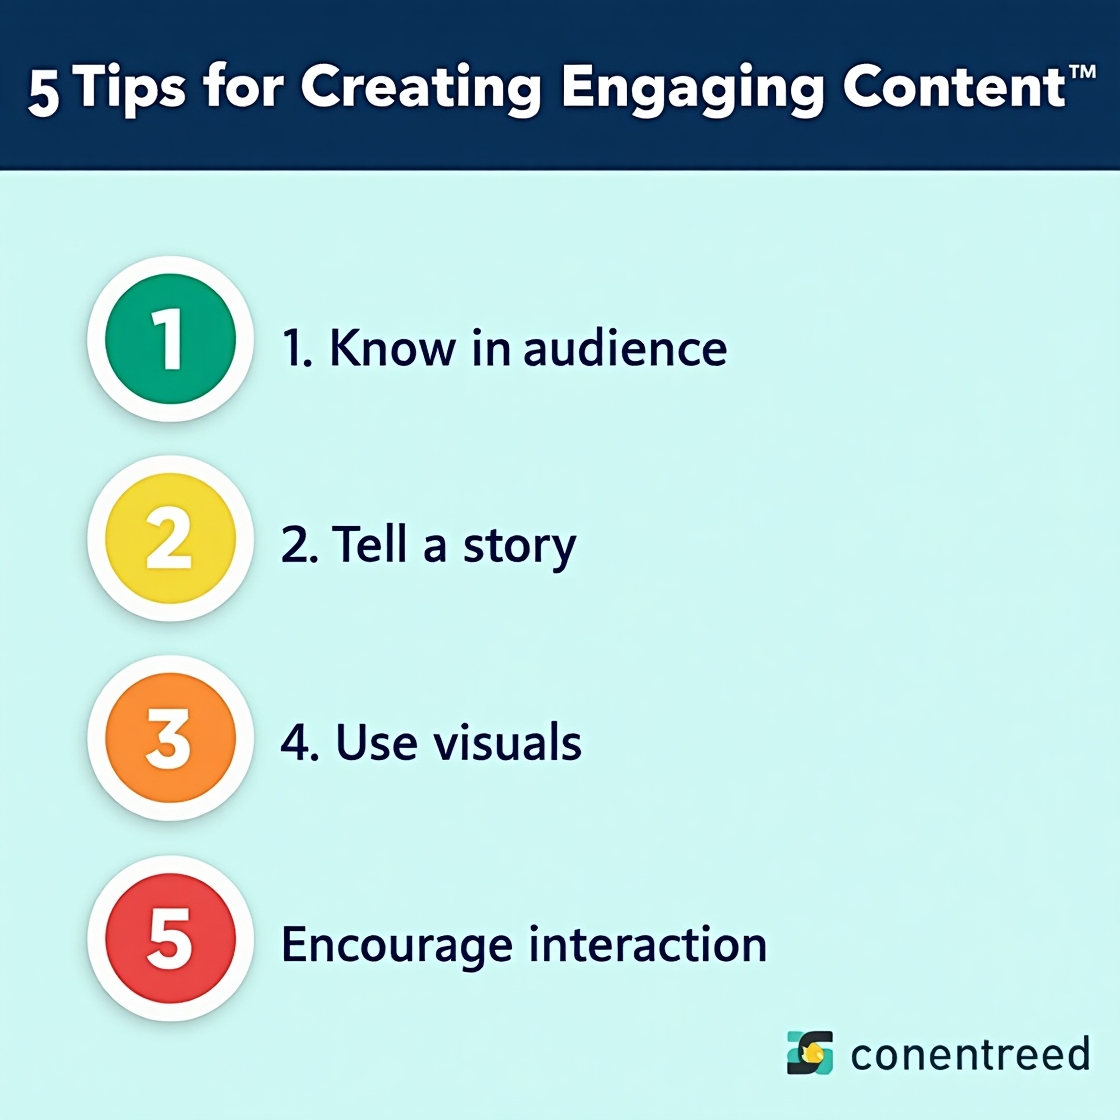 5 Tips for Creating Engaging Content™
1
1. Know in audience
2
2. Tell a story
3
4. Use visuals
5
Encourage interaction
conentreed